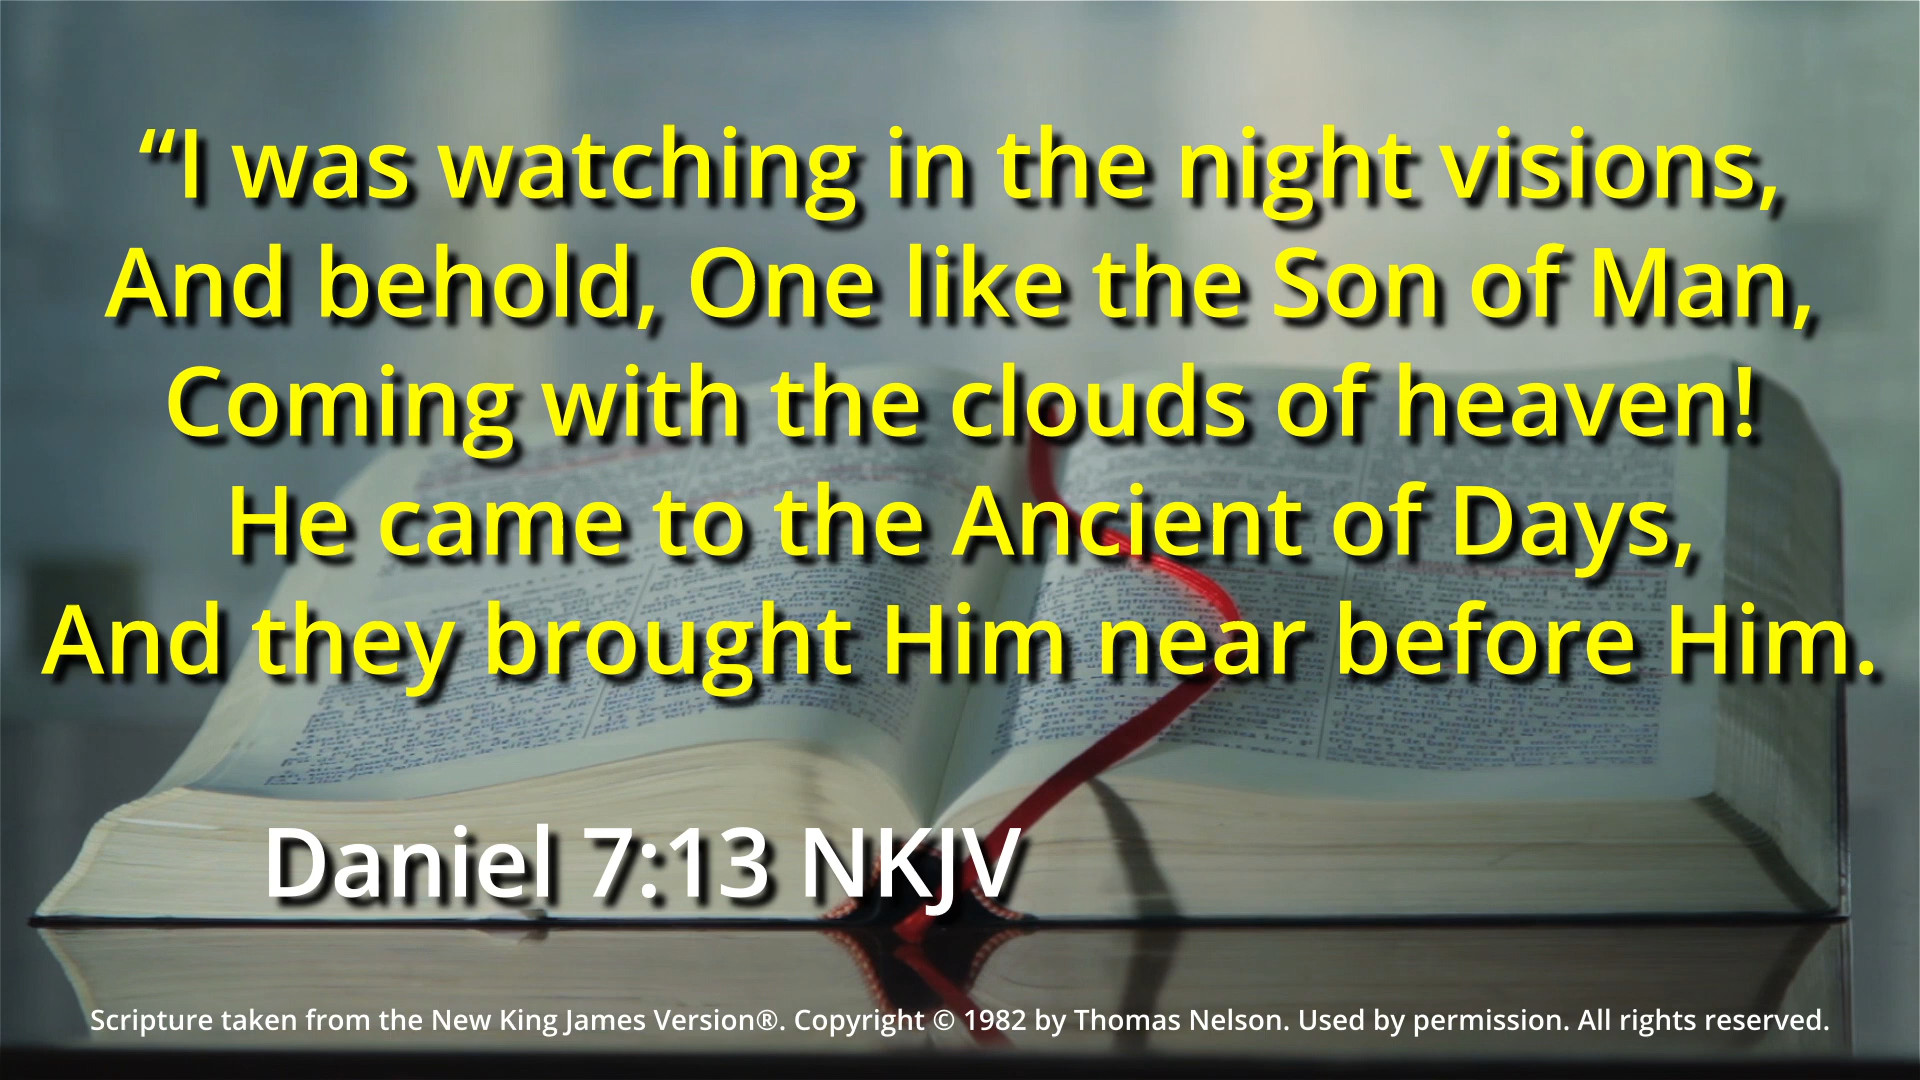 “I was watching in the night visions,
And behold, One like the Son of Man,
Coming with the clouds of heaven!
He came to the Ancient of Days,
And they brought Him near before Him.
Daniel 7:13 NKJV
Scripture taken from the New King James Version®. Copyright © 1982 by Thomas Nelson. Used by permission. All rights reserved.